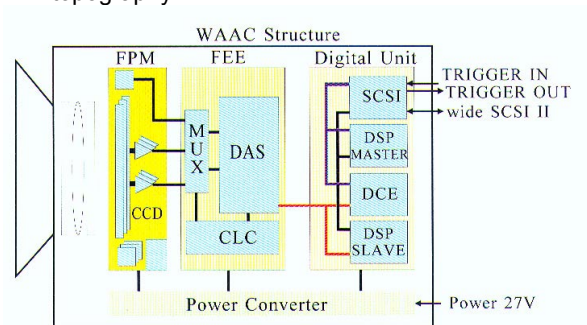 WAAC Structure
FPM FEE Digital Unit
SCSI
TRIGGER IN
TRIGGER OUT
wide SCSI II
MUX
DAS
DSP MASTER
DCE
CCD
CLC
DSP SLAVE
Power Converter
Power 27V